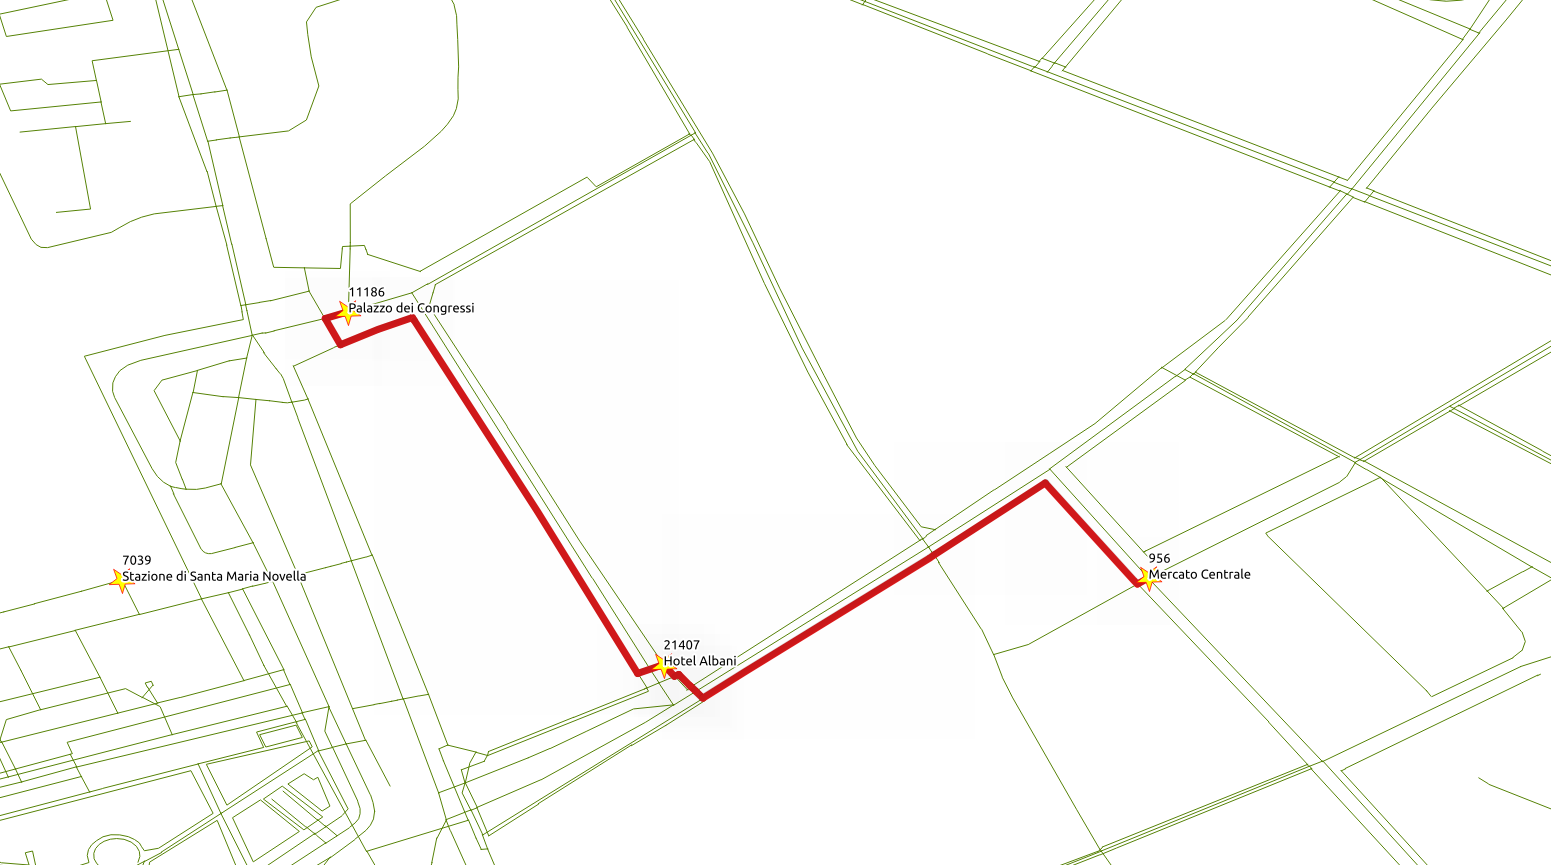 11186
Palazzo dei Congressi
7039
Stazione di Santa Maria Novella
956
Mercato Centrale
21407
Hotel Albani